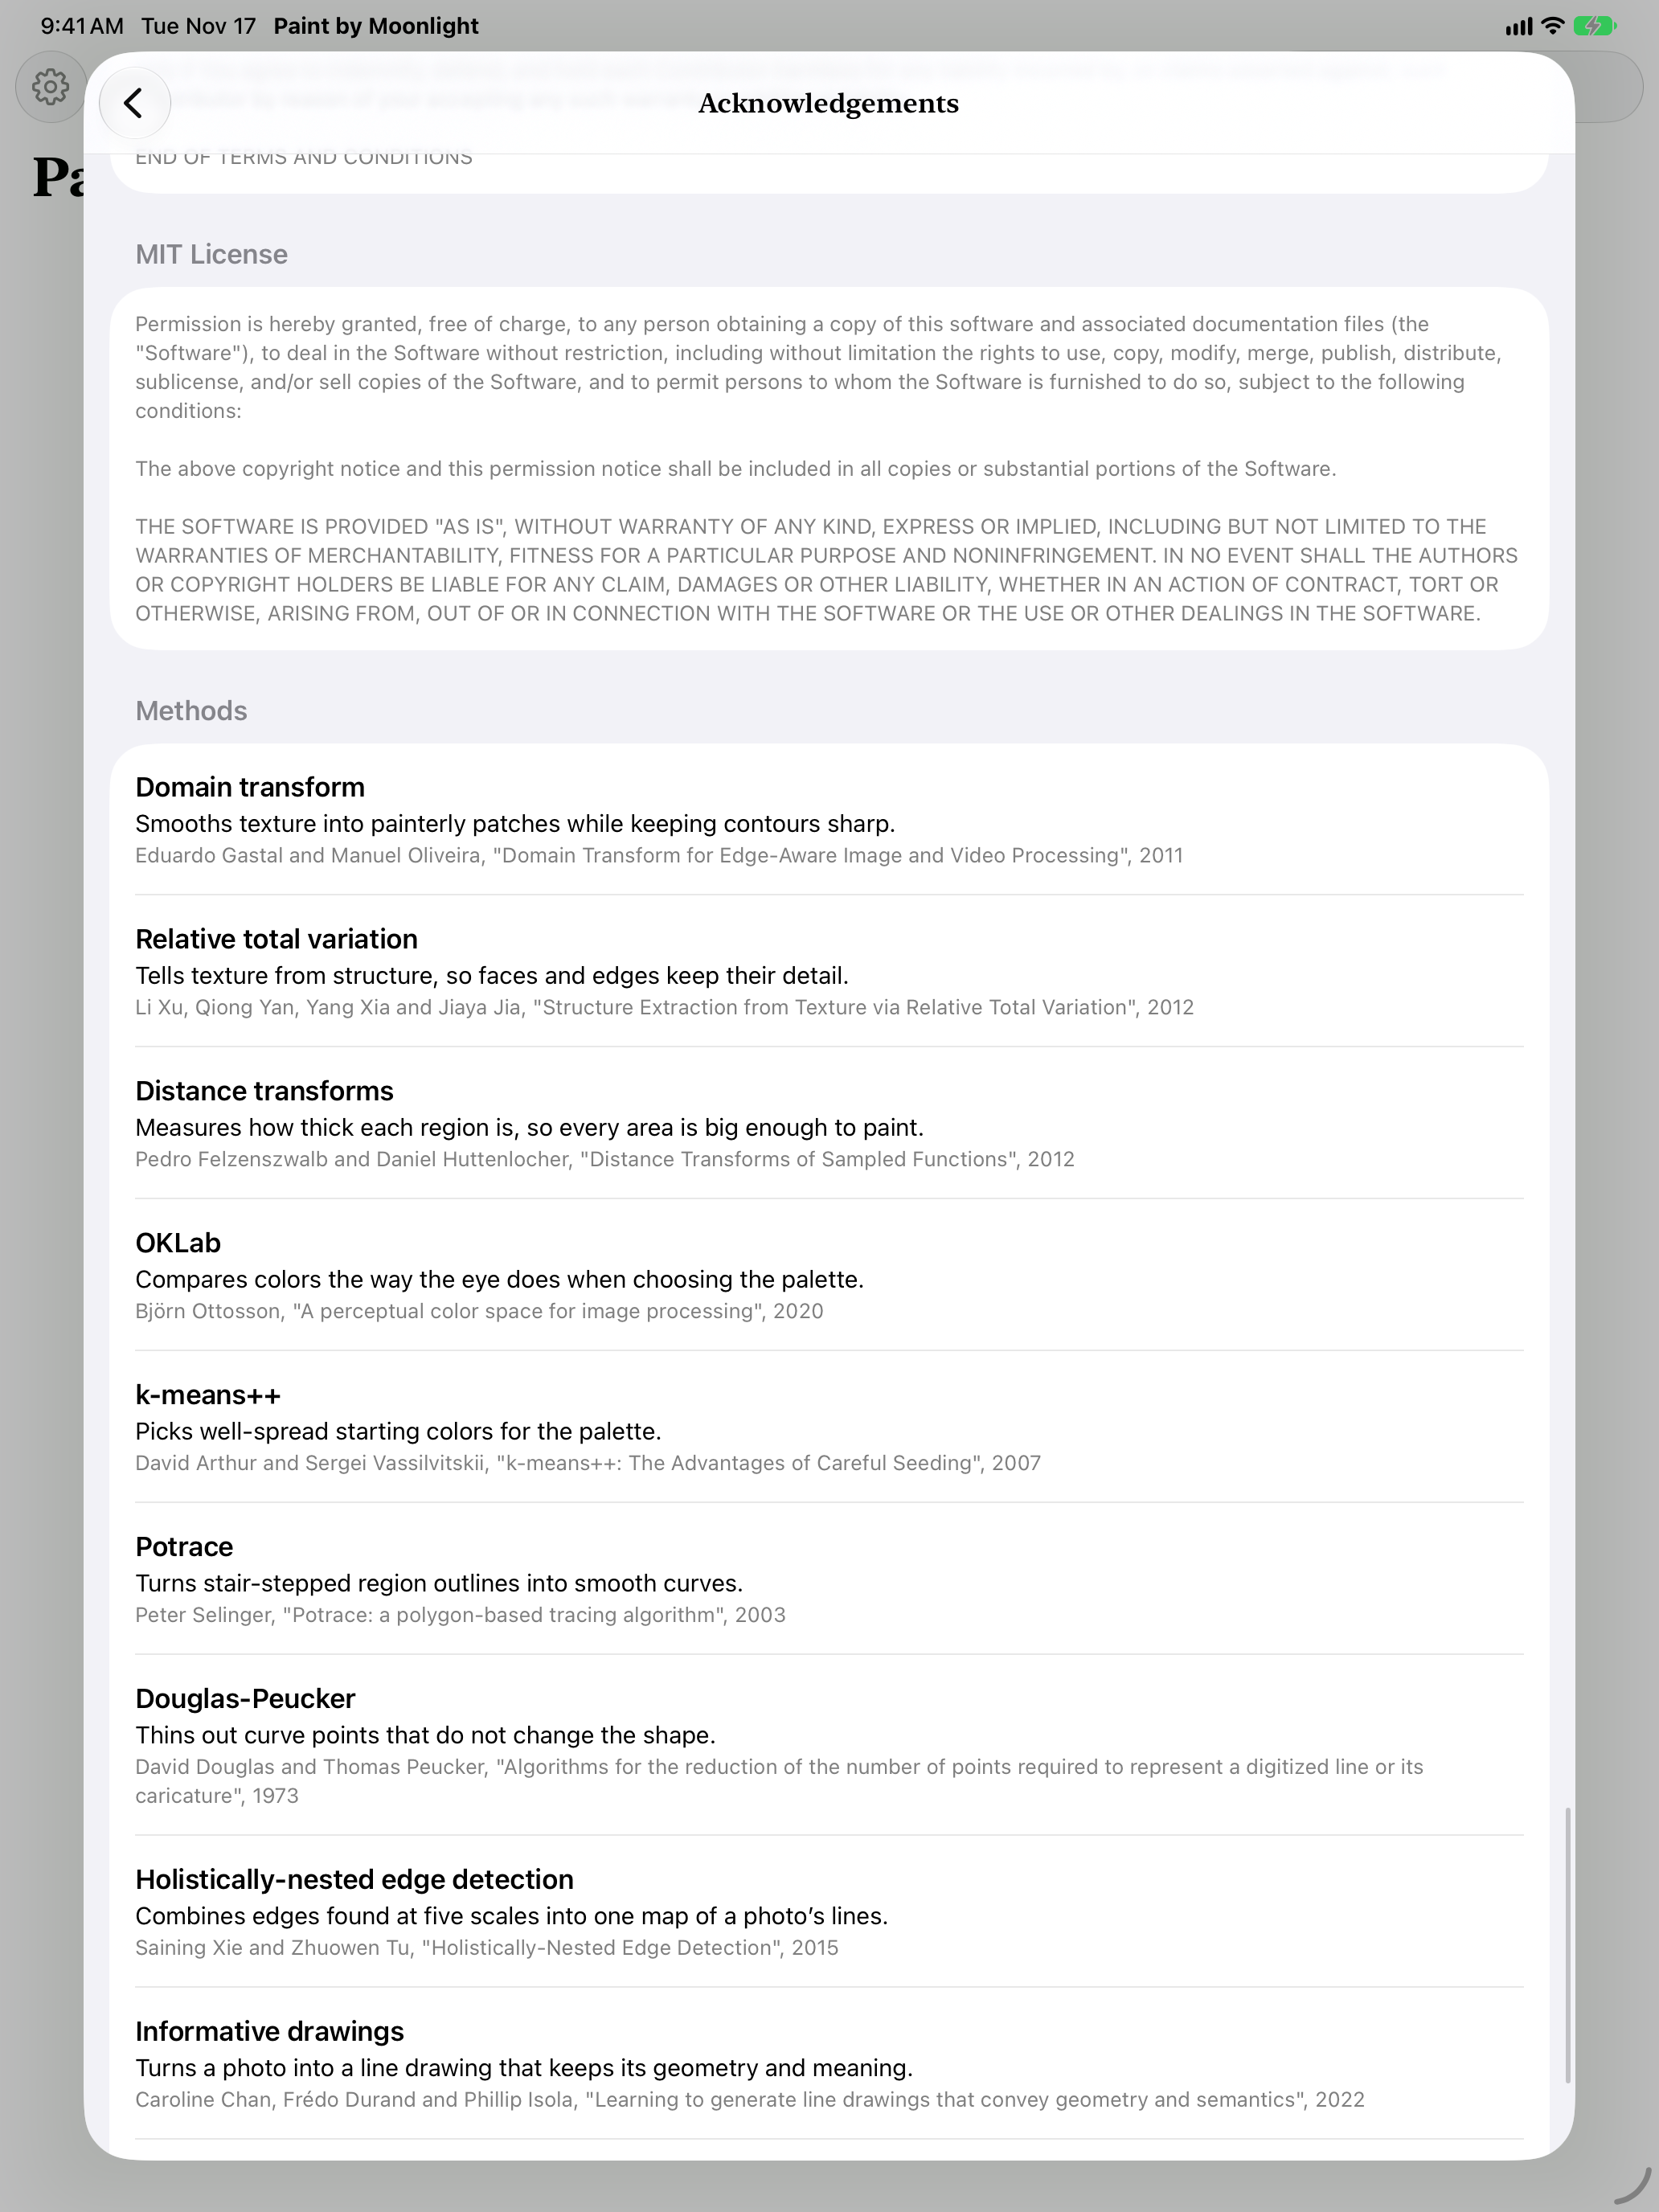 9:41 AM Tue Nov 17 Paint by Moonlight
Acknowledgements
END OF TERMS AND CONDITIONS
MIT License
Permission is hereby granted, free of charge, to any person obtaining a copy of this software and associated documentation files (the
"Software"), to deal in the Software without restriction, including without limitation the rights to use, copy, modify, merge, publish, distribute,
sublicense, and/or sell copies of the Software, and to permit persons to whom the Software is furnished to do so, subject to the following
conditions:
The above copyright notice and this permission notice shall be included in all copies or substantial portions of the Software.
THE SOFTWARE IS PROVIDED "AS IS", WITHOUT WARRANTY OF ANY KIND, EXPRESS OR IMPLIED, INCLUDING BUT NOT LIMITED TO THE
WARRANTIES OF MERCHANTABILITY, FITNESS FOR A PARTICULAR PURPOSE AND NONINFRINGEMENT. IN NO EVENT SHALL THE AUTHORS
OR COPYRIGHT HOLDERS BE LIABLE FOR ANY CLAIM, DAMAGES OR OTHER LIABILITY, WHETHER IN AN ACTION OF CONTRACT, TORT OR
OTHERWISE, ARISING FROM, OUT OF OR IN CONNECTION WITH THE SOFTWARE OR THE USE OR OTHER DEALINGS IN THE SOFTWARE.
Methods
Domain transform
Smooths texture into painterly patches while keeping contours sharp.
Eduardo Gastal and Manuel Oliveira, "Domain Transform for Edge-Aware Image and Video Processing", 2011
Relative total variation
Tells texture from structure, so faces and edges keep their detail.
Li Xu, Qiong Yan, Yang Xia and Jiaya Jia, "Structure Extraction from Texture via Relative Total Variation", 2012
Distance transforms
Measures how thick each region is, so every area is big enough to paint.
Pedro Felzenszwalb and Daniel Huttenlocher, "Distance Transforms of Sampled Functions", 2012
OKLab
Compares colors the way the eye does when choosing the palette.
Björn Ottosson, "A perceptual color space for image processing", 2020
k-means++
Picks well-spread starting colors for the palette.
David Arthur and Sergei Vassilvitskii, "k-means++: The Advantages of Careful Seeding", 2007
Potrace
Turns stair-stepped region outlines into smooth curves.
Peter Selinger, "Potrace: a polygon-based tracing algorithm", 2003
Douglas-Peucker
Thins out curve points that do not change the shape.
David Douglas and Thomas Peucker, "Algorithms for the reduction of the number of points required to represent a digitized line or its
caricature", 1973
Holistically-nested edge detection
Combines edges found at five scales into one map of a photo’s lines.
Saining Xie and Zhuowen Tu, "Holistically-Nested Edge Detection", 2015
Informative drawings
Turns a photo into a line drawing that keeps its geometry and meaning.
Caroline Chan, Frédo Durand and Phillip Isola, "Learning to generate line drawings that convey geometry and semantics", 2022